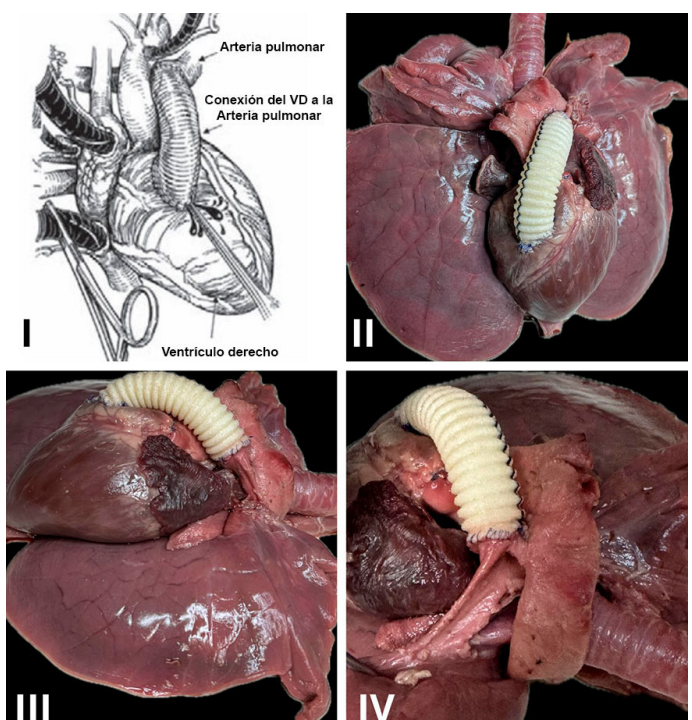 Arteria pulmonar
Conexión del VD a la
Arteria pulmonar
Ventrículo derecho
I
II
III
IV